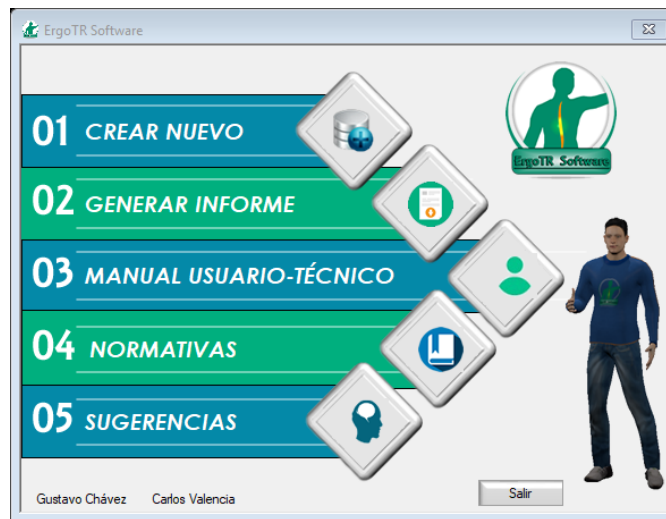 ErgoTR Software
01 CREAR NUEVO
ErgoTR Software
02 GENERAR INFORME
03 MANUAL USUARIO-TÉCNICO
04 NORMATIVAS
05 SUGERENCIAS
Gustavo Chávez Carlos Valencia
Salir